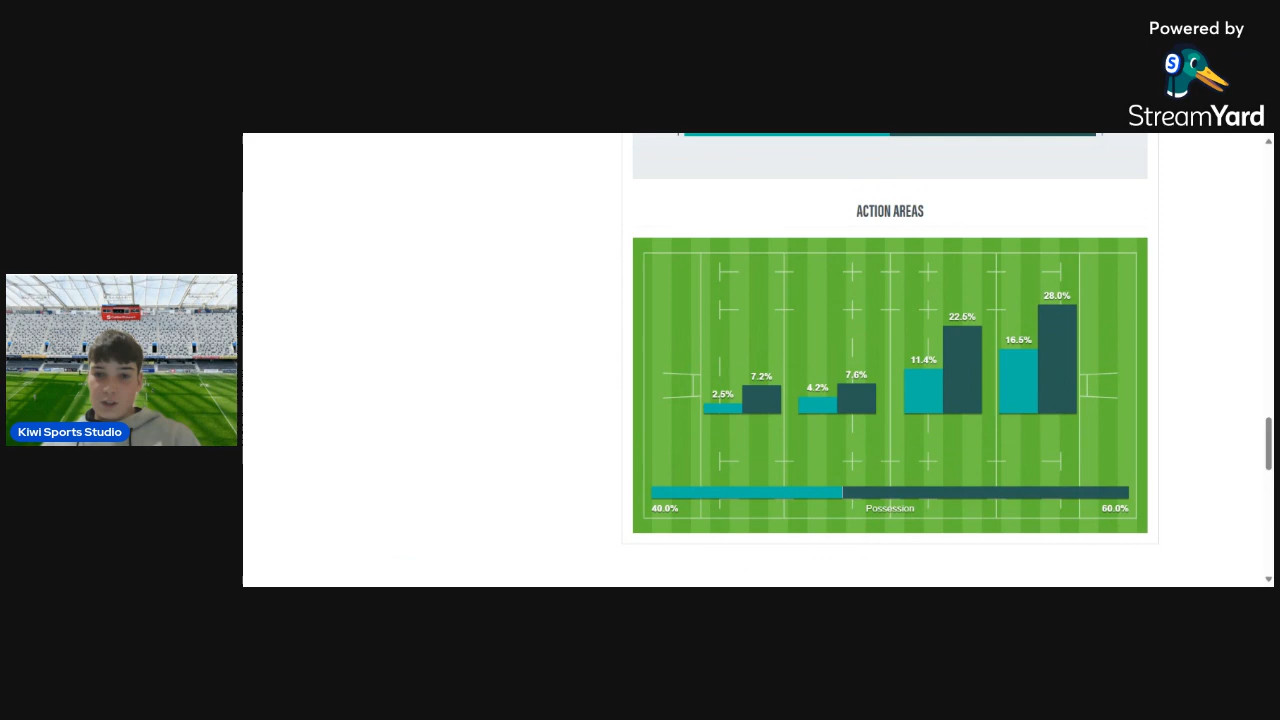 Powered by
S
StreamYard
ACTION AREAS
28.0%
22.5%
16.5%
11.4%
7.2%
7.6%
2.5%
4.2%
40.0% Possession 60.0%
Kiwi Sports Studio